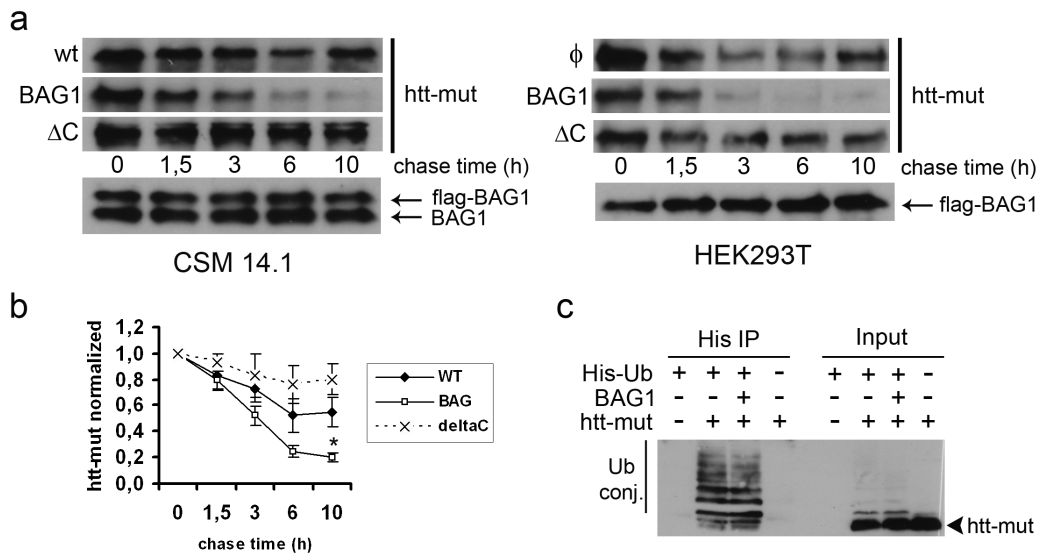 a
wt
BAG1
ΔC
htt-mut
0 1,5 3 6 10 chase time (h)
flag-BAG1
BAG1
CSM 14.1
ϕ
BAG1
ΔC
htt-mut
0 1,5 3 6 10 chase time (h)
flag-BAG1
HEK293T
b
htt-mut normalized
1,2
1,0
0,8
0,6
0,4
0,2
0,0
*
0 1,5 3 6 10
chase time (h)
WT
BAG
deltaC
c
His IP Input
His-Ub + + + - + + + -
BAG1 - - + - - - + -
htt-mut - + + + - + + +
Ub
conj.
htt-mut